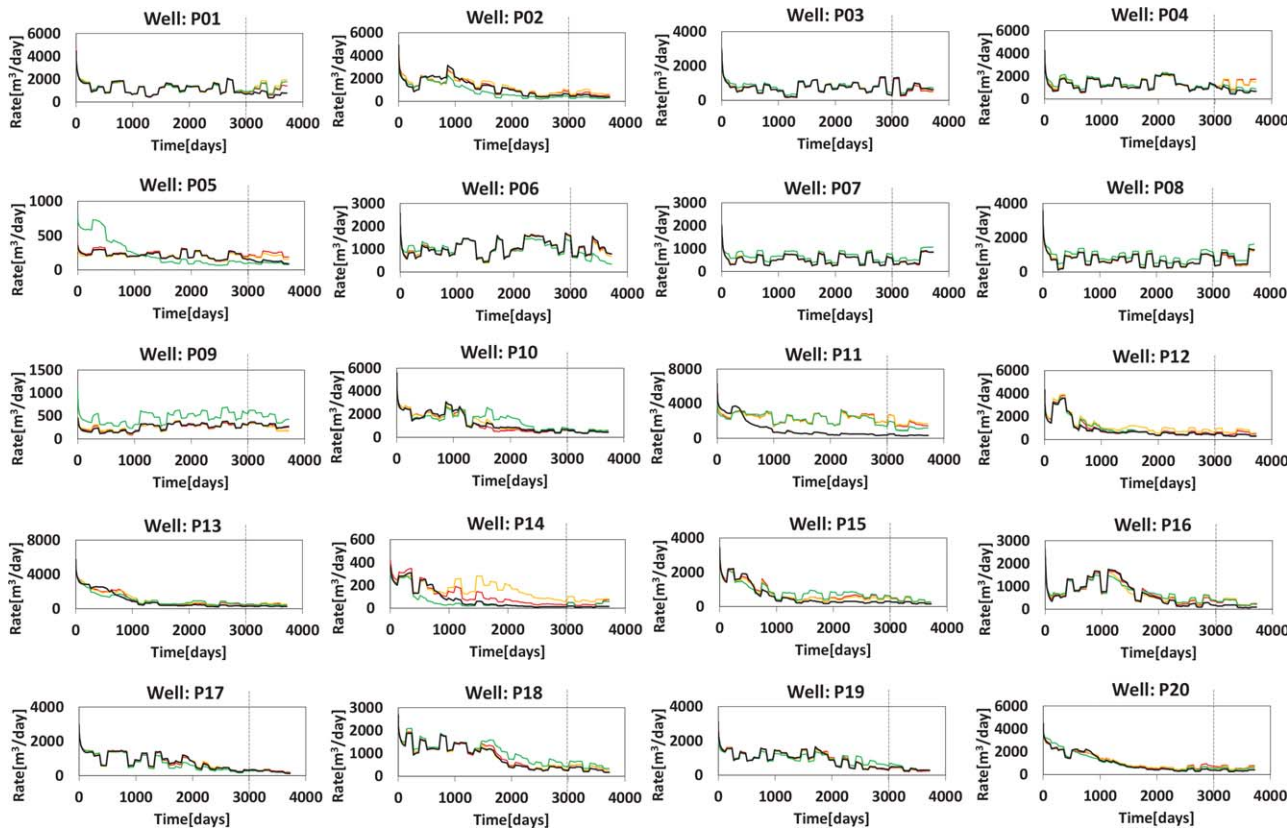 Well: P01
Rate[m³/day]
6000
4000
2000
0
0 1000 2000 3000 4000
Time[days]
Well: P02
Rate[m³/day]
6000
4000
2000
0
0 1000 2000 3000 4000
Time[days]
Well: P03
Rate[m³/day]
3000
2000
1000
0
0 1000 2000 3000 4000
Time[days]
Well: P04
Rate[m³/day]
6000
4000
2000
0
0 1000 2000 3000 4000
Time[days]
Well: P05
Rate[m³/day]
1000
500
0
0 1000 2000 3000 4000
Time[days]
Well: P06
Rate[m³/day]
3000
2000
1000
0
0 1000 2000 3000 4000
Time[days]
Well: P07
Rate[m³/day]
3000
2000
1000
0
0 1000 2000 3000 4000
Time[days]
Well: P08
Rate[m³/day]
4000
2000
0
0 1000 2000 3000 4000
Time[days]
Well: P09
Rate[m³/day]
1500
1000
500
0
0 1000 2000 3000 4000
Time[days]
Well: P10
Rate[m³/day]
6000
4000
2000
0
0 1000 2000 3000 4000
Time[days]
Well: P11
Rate[m³/day]
8000
4000
0
0 1000 2000 3000 4000
Time[days]
Well: P12
Rate[m³/day]
6000
4000
2000
0
0 1000 2000 3000 4000
Time[days]
Well: P13
Rate[m³/day]
8000
4000
0
0 1000 2000 3000 4000
Time[days]
Well: P14
Rate[m³/day]
600
400
200
0
0 1000 2000 3000 4000
Time[days]
Well: P15
Rate[m³/day]
4000
2000
0
0 1000 2000 3000 4000
Time[days]
Well: P16
Rate[m³/day]
3000
2000
1000
0
0 1000 2000 3000 4000
Time[days]
Well: P17
Rate[m³/day]
4000
2000
0
0 1000 2000 3000 4000
Time[days]
Well: P18
Rate[m³/day]
3000
2000
1000
0
0 1000 2000 3000 4000
Time[days]
Well: P19
Rate[m³/day]
4000
2000
0
0 1000 2000 3000 4000
Time[days]
Well: P20
Rate[m³/day]
6000
4000
2000
0
0 1000 2000 3000 4000
Time[days]